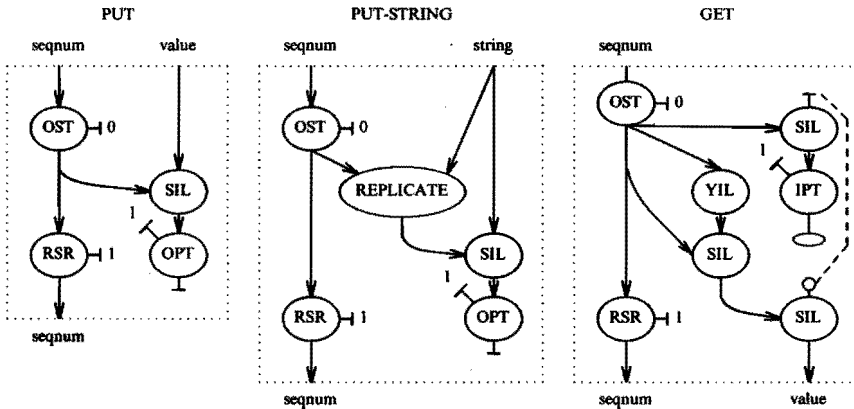 PUT
seqnum value
OST 0
SIL
1
RSR 1 OPT
seqnum
PUT-STRING
seqnum string
OST 0
REPLICATE
SIL
1
RSR 1 OPT
seqnum
GET
seqnum
OST 0
SIL
1
YIL IPT
SIL
RSR 1 SIL
seqnum value